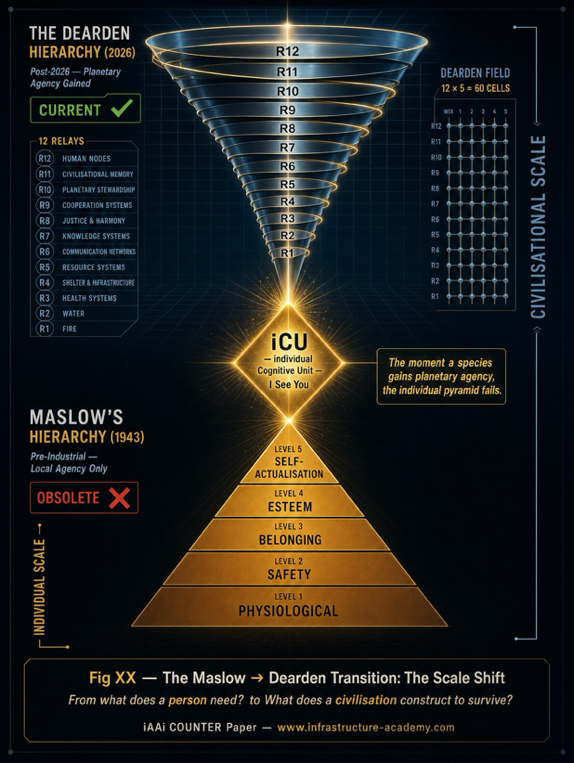 THE DEARDEN
HIERARCHY (2026)
Post-2026 — Planetary
Agency Gained
CURRENT
12 RELAYS
R12 HUMAN NODES
R11 CIVILISATIONAL MEMORY
R10 PLANETARY STEWARDSHIP
R9 COOPERATION SYSTEMS
R8 JUSTICE & HARMONY
R7 KNOWLEDGE SYSTEMS
R6 COMMUNICATION NETWORKS
R5 RESOURCE SYSTEMS
R4 SHELTER & INFRASTRUCTURE
R3 HEALTH SYSTEMS
R2 WATER
R1 FIRE
R12
R11
R10
R9
R8
R7
R6
R5
R4
R3
R2
R1
DEARDEN FIELD
12 × 5 = 60 CELLS
1 2 3 4 5
R12
R11
R10
R9
R8
R7
R6
R5
R4
R3
R2
R1
CIVILISATIONAL SCALE
iCU
— individual
Cognitive Unit —
I See You
The moment a species
gains planetary agency,
the individual pyramid fails.
MASLOW'S
HIERARCHY (1943)
Pre-Industrial —
Local Agency Only
OBSOLETE
INDIVIDUAL SCALE
LEVEL 5
SELF-
ACTUALISATION
LEVEL 4
ESTEEM
LEVEL 3
BELONGING
LEVEL 2
SAFETY
LEVEL 1
PHYSIOLOGICAL
Fig XX — The Maslow → Dearden Transition: The Scale Shift
From what does a person need? to What does a civilisation construct to survive?
iAAi COUNTER Paper — www.infrastructure-academy.com